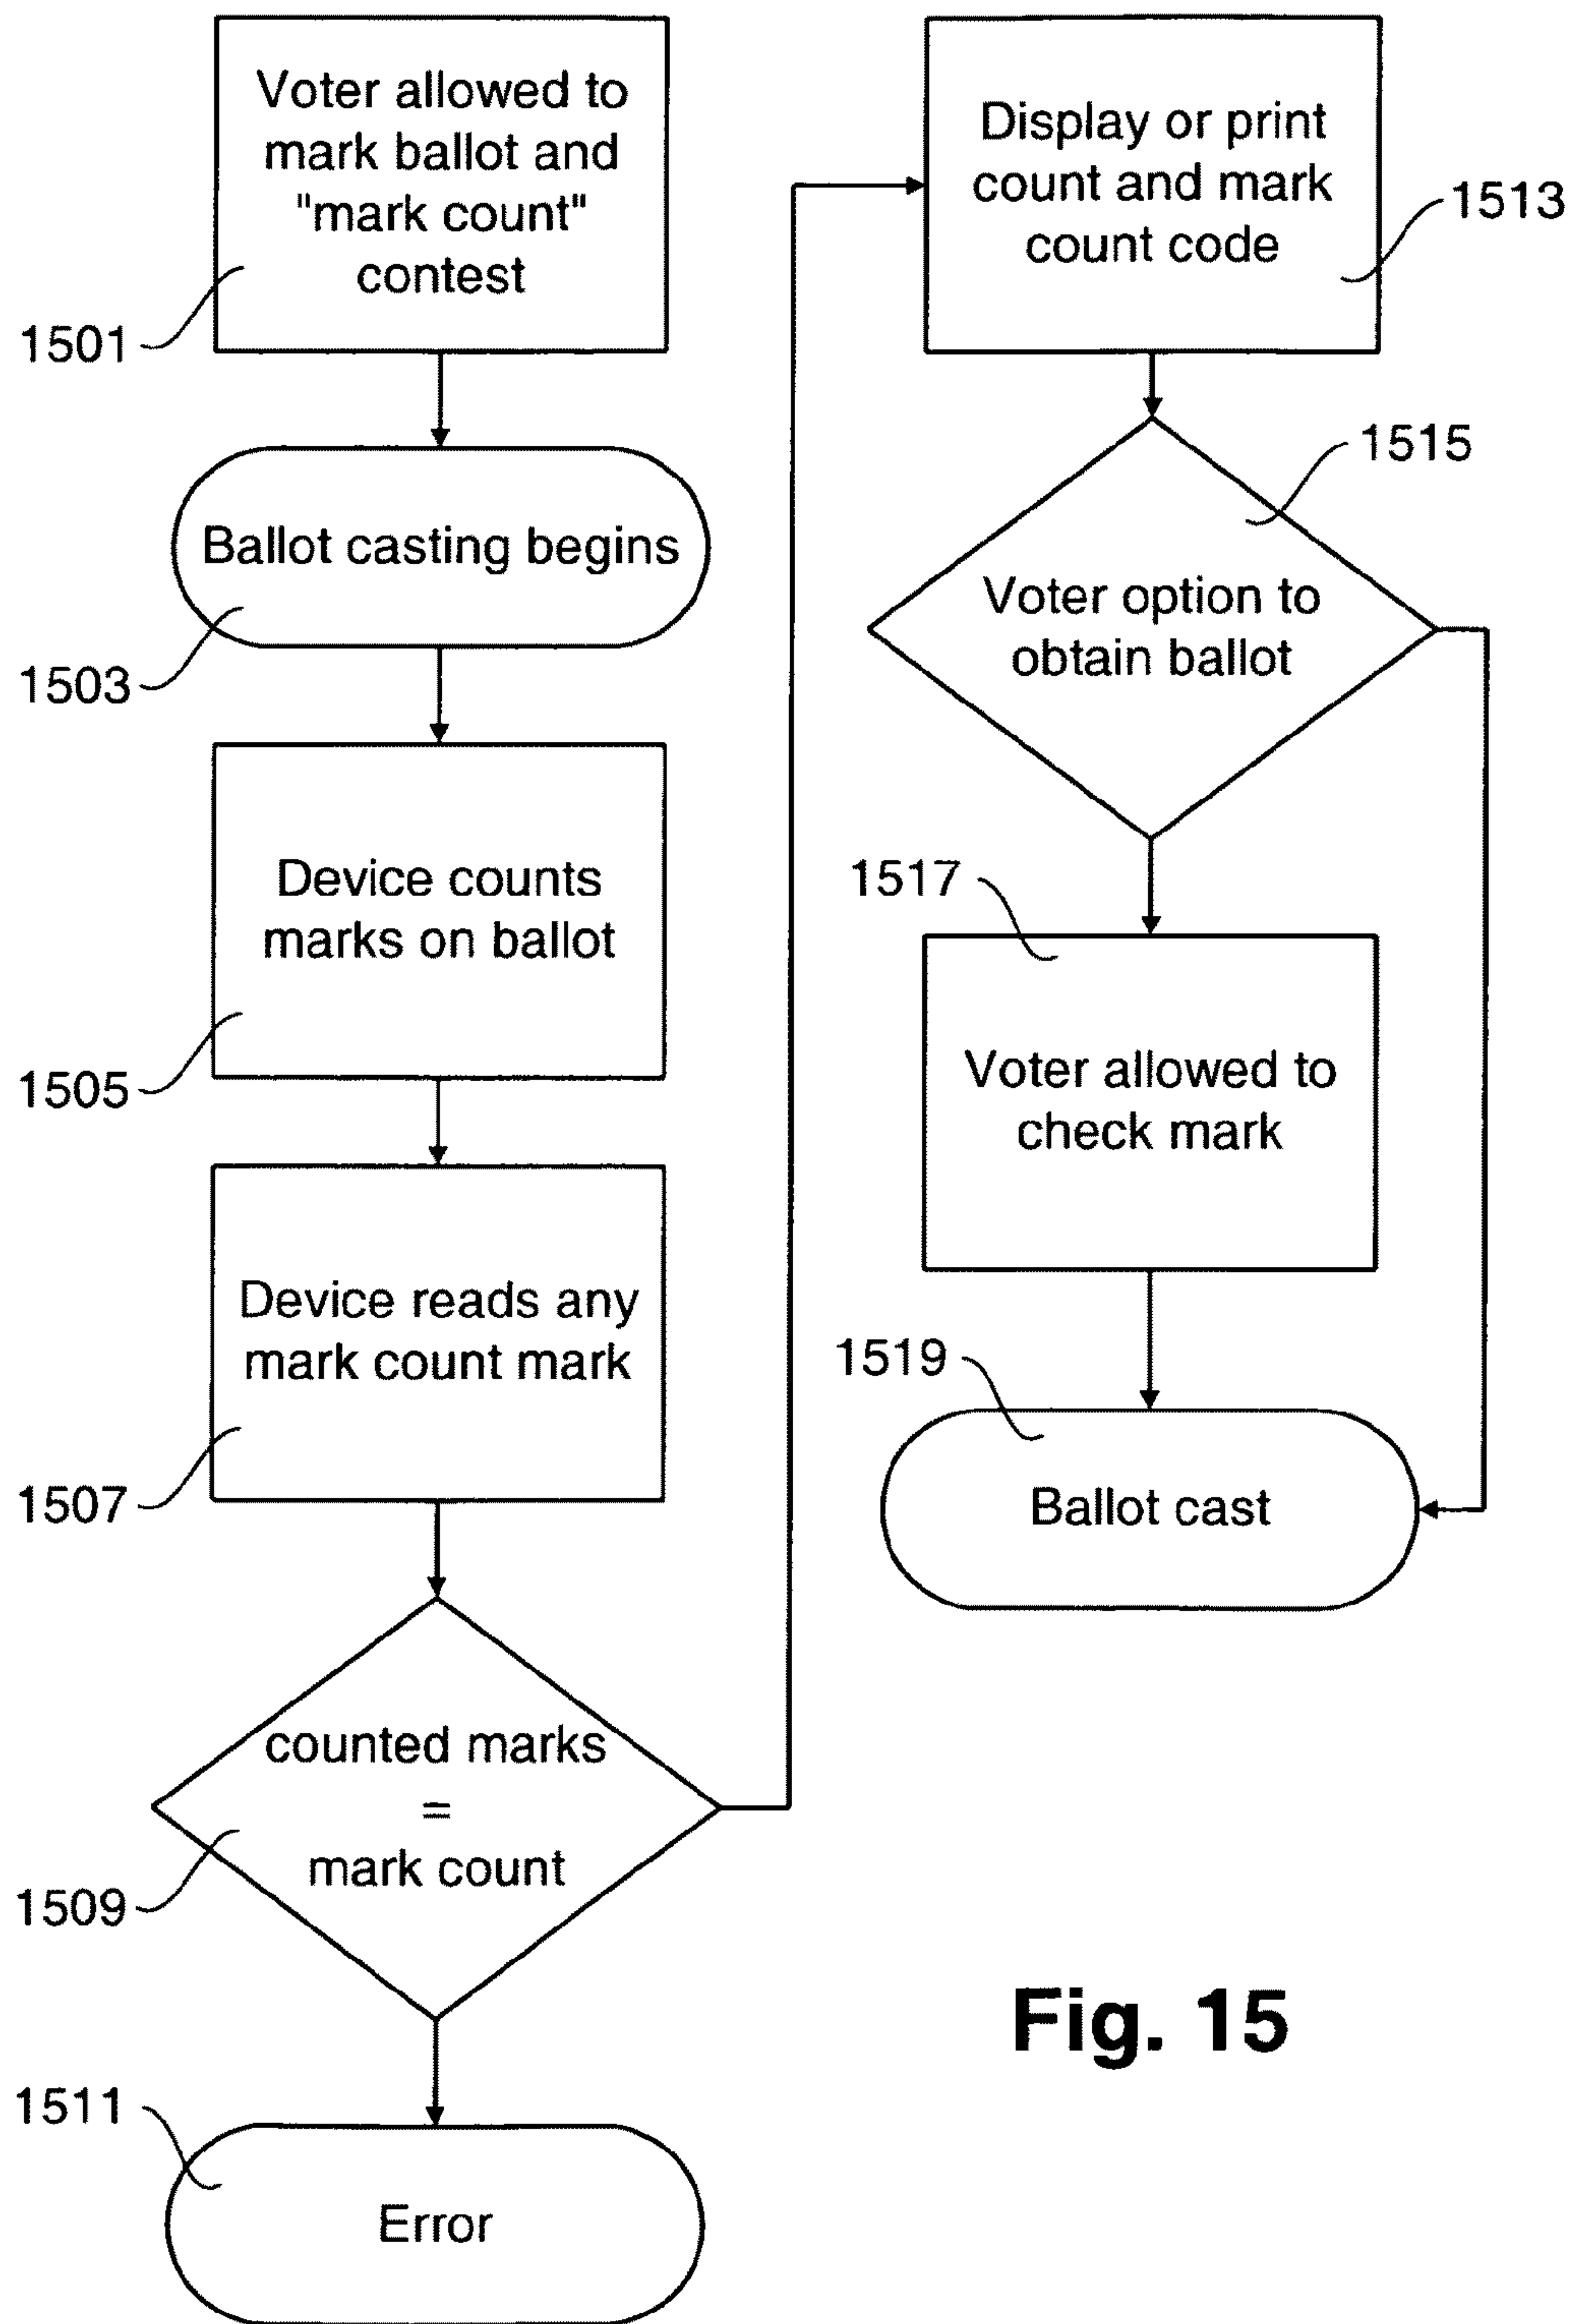 Voter allowed to
mark ballot and
"mark count"
contest
1501
Ballot casting begins
1503
Device counts
marks on ballot
1505
Device reads any
mark count mark
1507
counted marks
=
mark count
1509
1511
Error
Display or print
count and mark
count code
1513
1515
Voter option to
obtain ballot
1517
Voter allowed to
check mark
1519
Ballot cast
Fig. 15